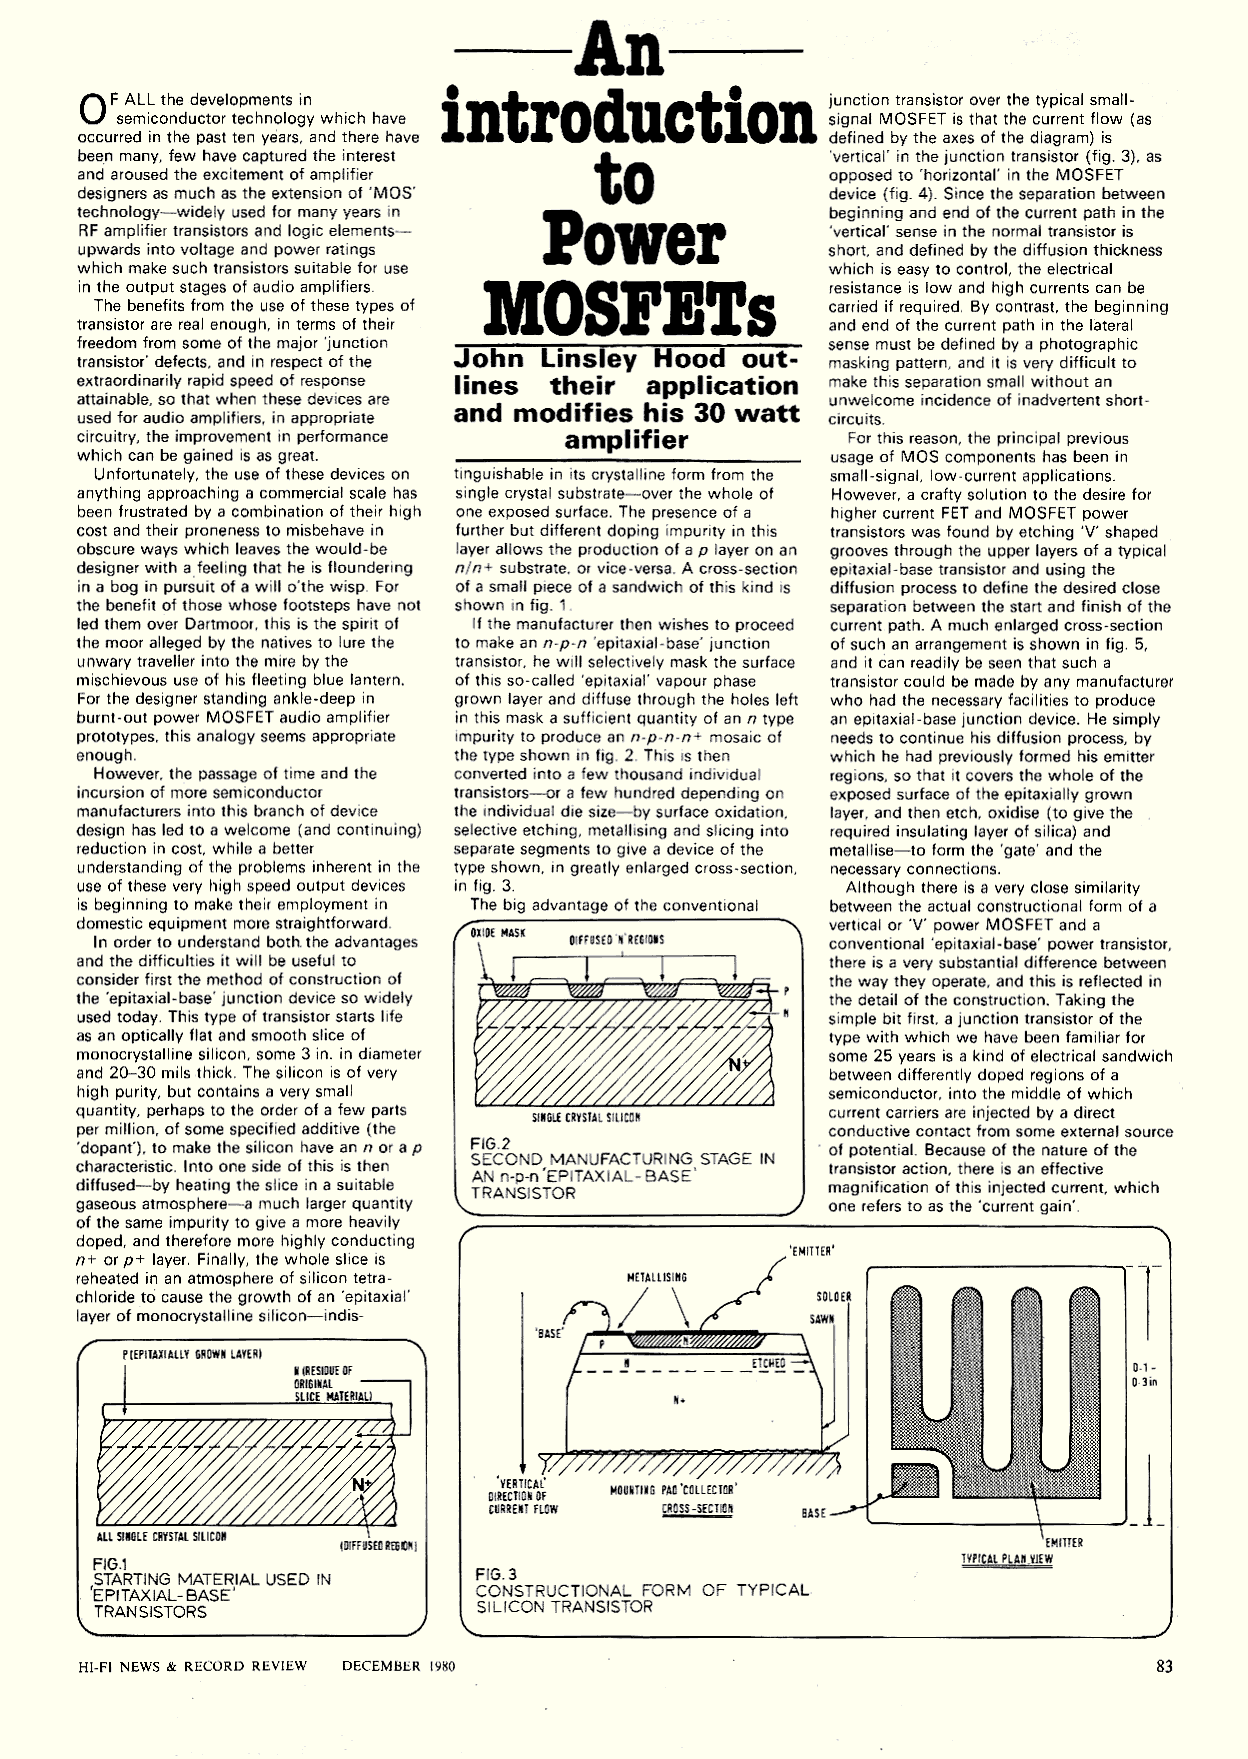 An
introduction
to
Power
MOSFETs
John Linsley Hood out-
lines their application
and modifies his 30 watt
amplifier
OF ALL the developments in
semiconductor technology which have
occurred in the past ten years, and there have
been many, few have captured the interest
and aroused the excitement of amplifier
designers as much as the extension of 'MOS'
technology—widely used for many years in
RF amplifier transistors and logic elements—
upwards into voltage and power ratings
which make such transistors suitable for use
in the output stages of audio amplifiers.
The benefits from the use of these types of
transistor are real enough, in terms of their
freedom from some of the major 'junction
transistor' defects, and in respect of the
extraordinarily rapid speed of response
attainable, so that when these devices are
used for audio amplifiers, in appropriate
circuitry, the improvement in performance
which can be gained is as great.
Unfortunately, the use of these devices on
anything approaching a commercial scale has
been frustrated by a combination of their high
cost and their proneness to misbehave in
obscure ways which leaves the would-be
designer with a feeling that he is floundering
in a bog in pursuit of a will o'the wisp. For
the benefit of those whose footsteps have not
led them over Dartmoor, this is the spirit of
the moor alleged by the natives to lure the
unwary traveller into the mire by the
mischievous use of his fleeting blue lantern.
For the designer standing ankle-deep in
burnt-out power MOSFET audio amplifier
prototypes, this analogy seems appropriate
enough.
However, the passage of time and the
incursion of more semiconductor
manufacturers into this branch of device
design has led to a welcome (and continuing)
reduction in cost, while a better
understanding of the problems inherent in the
use of these very high speed output devices
is beginning to make their employment in
domestic equipment more straightforward.
In order to understand both the advantages
and the difficulties it will be useful to
consider first the method of construction of
the 'epitaxial-base' junction device so widely
used today. This type of transistor starts life
as an optically flat and smooth slice of
monocrystalline silicon, some 3 in. in diameter
and 20–30 mils thick. The silicon is of very
high purity, but contains a very small
quantity, perhaps to the order of a few parts
per million, of some specified additive (the
'dopant'), to make the silicon have an n or a p
characteristic. Into one side of this is then
diffused—by heating the slice in a suitable
gaseous atmosphere—a much larger quantity
of the same impurity to give a more heavily
doped, and therefore more highly conducting
n+ or p+ layer. Finally, the whole slice is
reheated in an atmosphere of silicon tetra-
chloride to cause the growth of an 'epitaxial'
layer of monocrystalline silicon—indis-
P (EPITAXIALLY GROWN LAYER)
N (RESIDUE OF
ORIGINAL
SLICE MATERIAL)
N+
ALL SINGLE CRYSTAL SILICON
(DIFFUSED REGION)
FIG.1
STARTING MATERIAL USED IN
'EPITAXIAL-BASE'
TRANSISTORS
tinguishable in its crystalline form from the
single crystal substrate—over the whole of
one exposed surface. The presence of a
further but different doping impurity in this
layer allows the production of a p layer on an
n/n+ substrate, or vice-versa. A cross-section
of a small piece of a sandwich of this kind is
shown in fig. 1.
If the manufacturer then wishes to proceed
to make an n-p-n 'epitaxial-base' junction
transistor, he will selectively mask the surface
of this so-called 'epitaxial' vapour phase
grown layer and diffuse through the holes left
in this mask a sufficient quantity of an n type
impurity to produce an n-p-n-n+ mosaic of
the type shown in fig. 2. This is then
converted into a few thousand individual
transistors—or a few hundred depending on
the individual die size—by surface oxidation,
selective etching, metallising and slicing into
separate segments to give a device of the
type shown, in greatly enlarged cross-section,
in fig. 3.
The big advantage of the conventional
OXIDE MASK
DIFFUSED 'N' REGIONS
P
N
N+
SINGLE CRYSTAL SILICON
FIG.2
SECOND MANUFACTURING STAGE IN
AN n-p-n 'EPITAXIAL-BASE'
TRANSISTOR
junction transistor over the typical small-
signal MOSFET is that the current flow (as
defined by the axes of the diagram) is
'vertical' in the junction transistor (fig. 3), as
opposed to 'horizontal' in the MOSFET
device (fig. 4). Since the separation between
beginning and end of the current path in the
'vertical' sense in the normal transistor is
short, and defined by the diffusion thickness
which is easy to control, the electrical
resistance is low and high currents can be
carried if required. By contrast, the beginning
and end of the current path in the lateral
sense must be defined by a photographic
masking pattern, and it is very difficult to
make this separation small without an
unwelcome incidence of inadvertent short-
circuits.
For this reason, the principal previous
usage of MOS components has been in
small-signal, low-current applications.
However, a crafty solution to the desire for
higher current FET and MOSFET power
transistors was found by etching 'V' shaped
grooves through the upper layers of a typical
epitaxial-base transistor and using the
diffusion process to define the desired close
separation between the start and finish of the
current path. A much enlarged cross-section
of such an arrangement is shown in fig. 5,
and it can readily be seen that such a
transistor could be made by any manufacturer
who had the necessary facilities to produce
an epitaxial-base junction device. He simply
needs to continue his diffusion process, by
which he had previously formed his emitter
regions, so that it covers the whole of the
exposed surface of the epitaxially grown
layer, and then etch, oxidise (to give the
required insulating layer of silica) and
metallise—to form the 'gate' and the
necessary connections.
Although there is a very close similarity
between the actual constructional form of a
vertical or 'V' power MOSFET and a
conventional 'epitaxial-base' power transistor,
there is a very substantial difference between
the way they operate, and this is reflected in
the detail of the construction. Taking the
simple bit first, a junction transistor of the
type with which we have been familiar for
some 25 years is a kind of electrical sandwich
between differently doped regions of a
semiconductor, into the middle of which
current carriers are injected by a direct
conductive contact from some external source
of potential. Because of the nature of the
transistor action, there is an effective
magnification of this injected current, which
one refers to as the 'current gain'.
'EMITTER'
METALLISING
SOLDER
SAWN
'BASE'
P
N
N
ETCHED
N+
0·1 -
0·3 in
'VERTICAL'
DIRECTION OF
CURRENT FLOW
MOUNTING PAD 'COLLECTOR'
CROSS-SECTION
BASE
EMITTER
TYPICAL PLAN VIEW
FIG.3
CONSTRUCTIONAL FORM OF TYPICAL
SILICON TRANSISTOR
HI-FI NEWS & RECORD REVIEW DECEMBER 1980
83